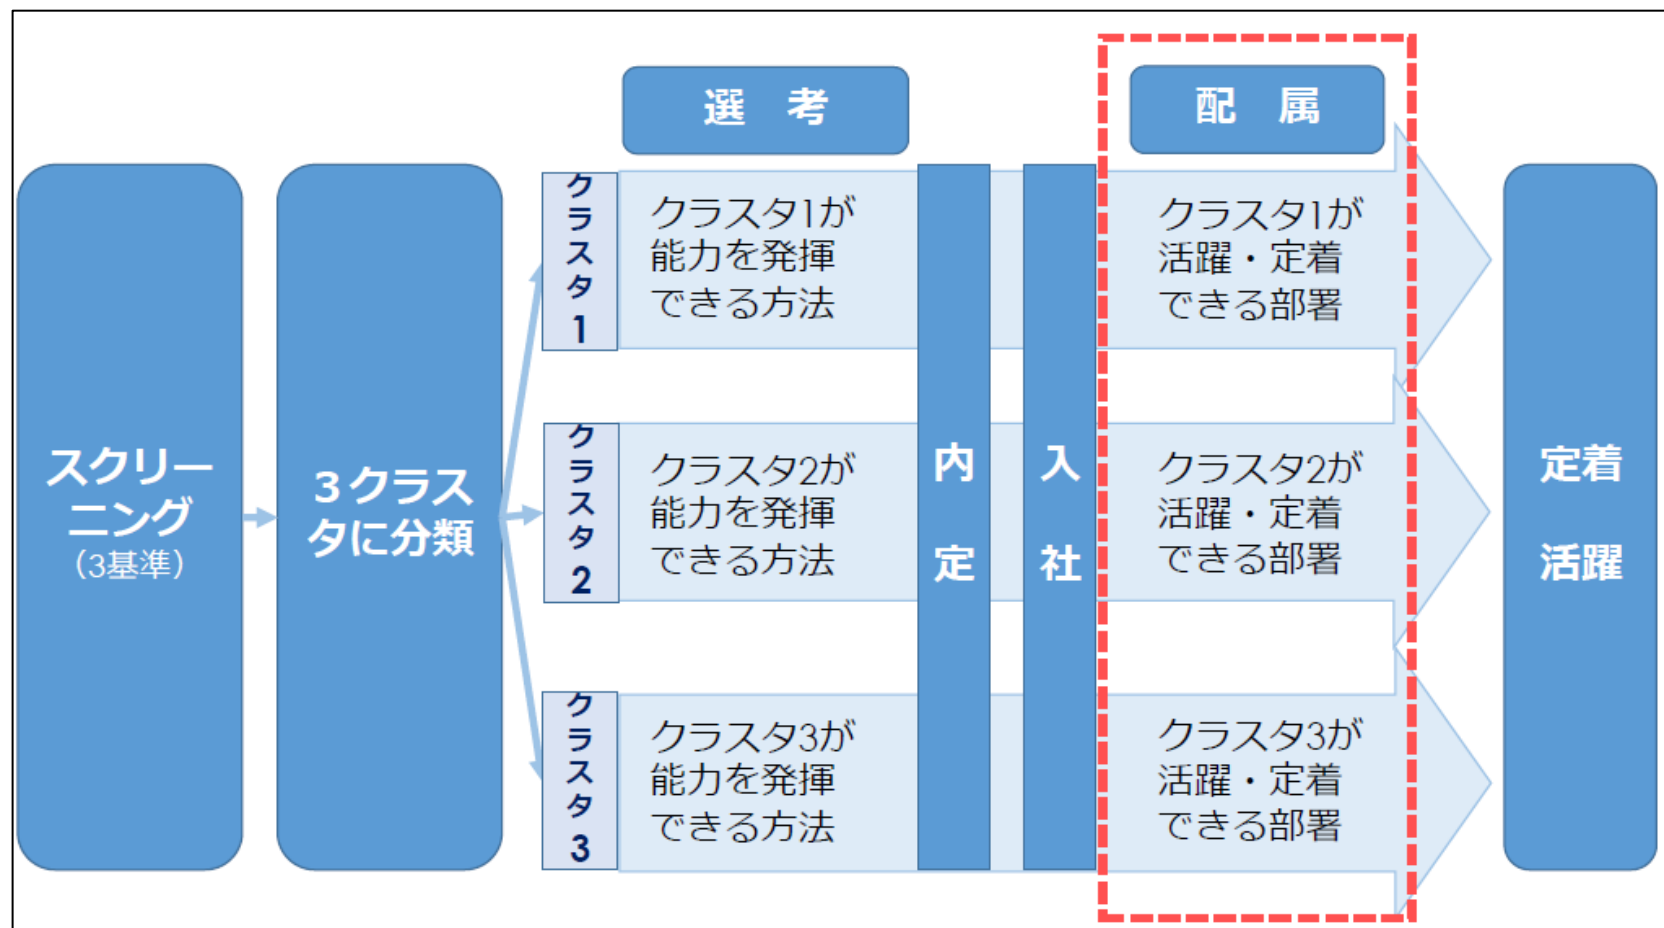 スクリー
ニング
（3基準）
３クラス
タに分類
選　考
クラスタ1
クラスタ1が
能力を発揮
できる方法
クラスタ2
クラスタ2が
能力を発揮
できる方法
クラスタ3
クラスタ3が
能力を発揮
できる方法
内定
入社
配　属
クラスタ1が
活躍・定着
できる部署
クラスタ2が
活躍・定着
できる部署
クラスタ3が
活躍・定着
できる部署
定着
活躍